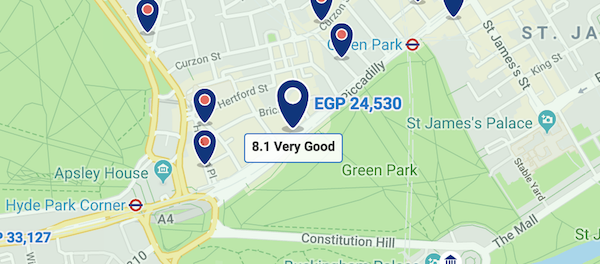 Curzon
St James's St
ST. JA
Green Park
King St
Curzon St
Hertford St
Piccadilly
EGP 24,530
Bric
St James's Palace
8.1 Very Good
Apsley House
Green Park
Stable Yard
Hyde Park Corner
A4
The Mall
St J
P 33,127
Constitution Hill
Buckingham Palace